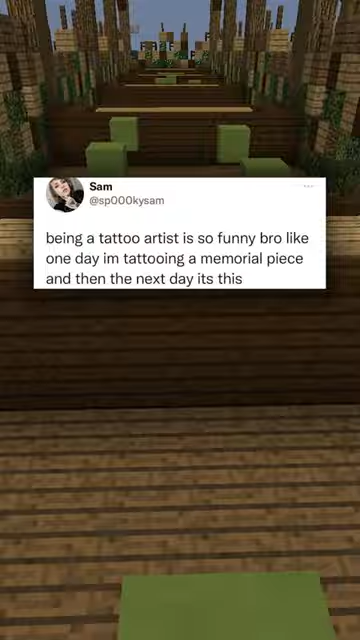 Sam
@sp000kysam
being a tattoo artist is so funny bro like
one day im tattooing a memorial piece
and then the next day its this